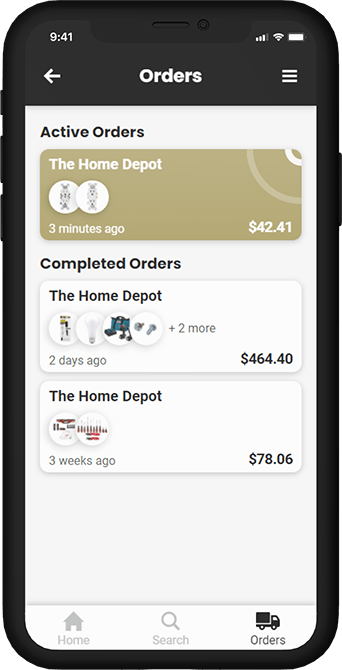 9:41
Orders
Active Orders
The Home Depot
3 minutes ago
$42.41
Completed Orders
The Home Depot
+ 2 more
2 days ago
$464.40
The Home Depot
3 weeks ago
$78.06
Home
Search
Orders